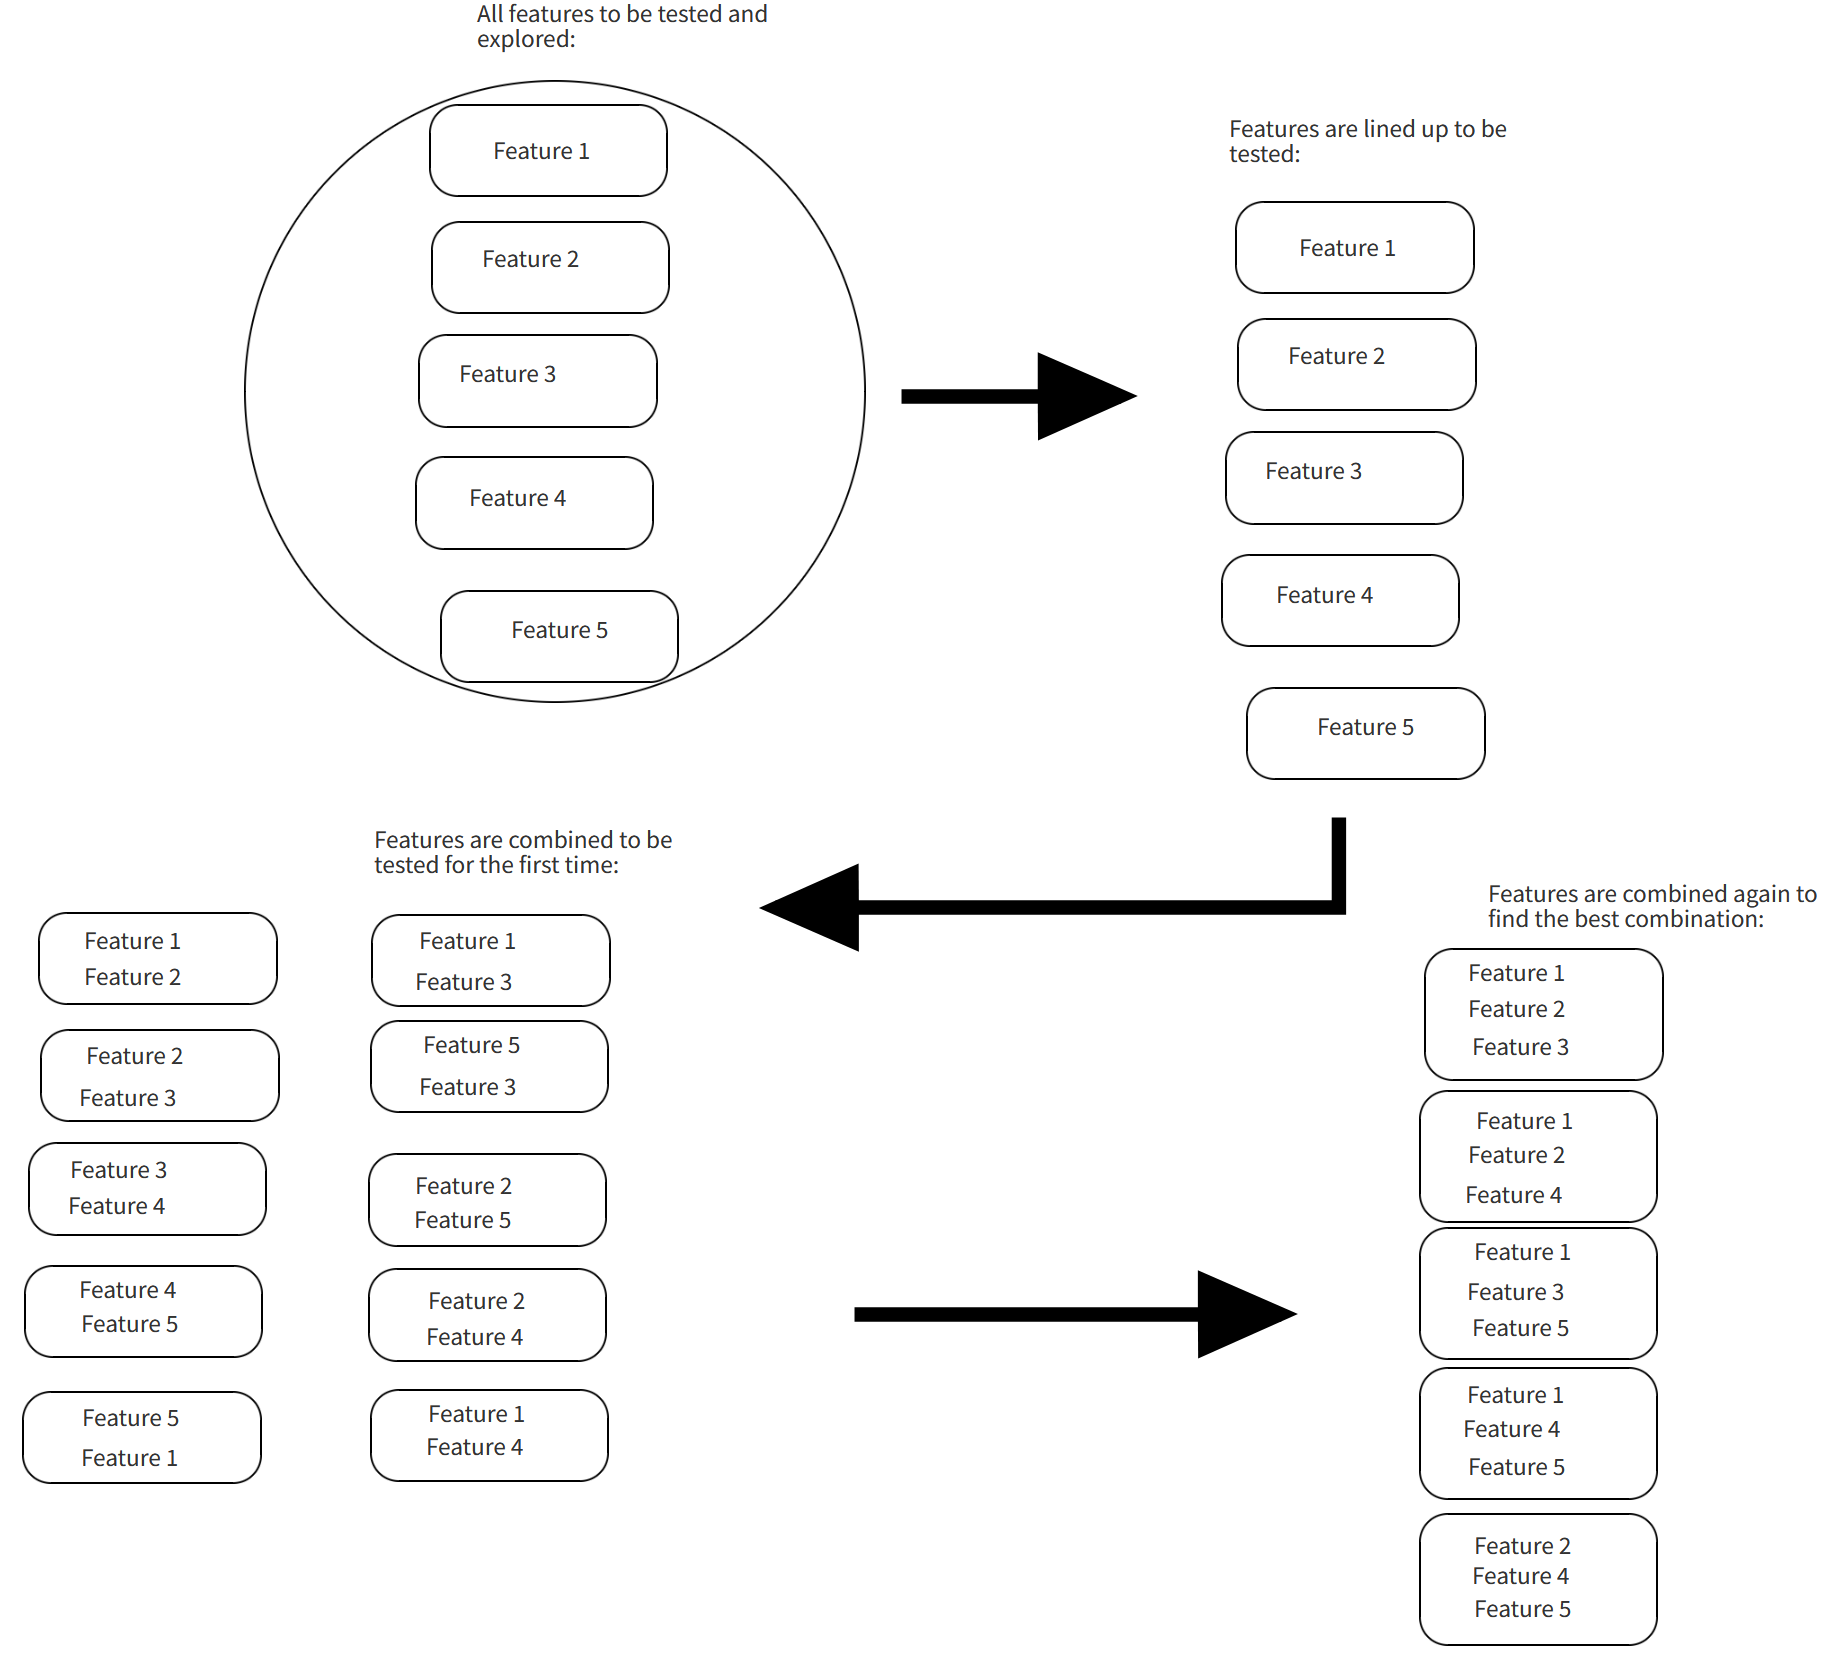 All features to be tested and
explored:
Feature 1
Feature 2
Feature 3
Feature 4
Feature 5
Features are lined up to be
tested:
Feature 1
Feature 2
Feature 3
Feature 4
Feature 5
Features are combined to be
tested for the first time:
Feature 1
Feature 2
Feature 2
Feature 3
Feature 3
Feature 4
Feature 4
Feature 5
Feature 5
Feature 1
Feature 1
Feature 3
Feature 5
Feature 3
Feature 2
Feature 5
Feature 2
Feature 4
Feature 1
Feature 4
Features are combined again to
find the best combination:
Feature 1
Feature 2
Feature 3
Feature 1
Feature 2
Feature 4
Feature 1
Feature 3
Feature 5
Feature 1
Feature 4
Feature 5
Feature 2
Feature 4
Feature 5